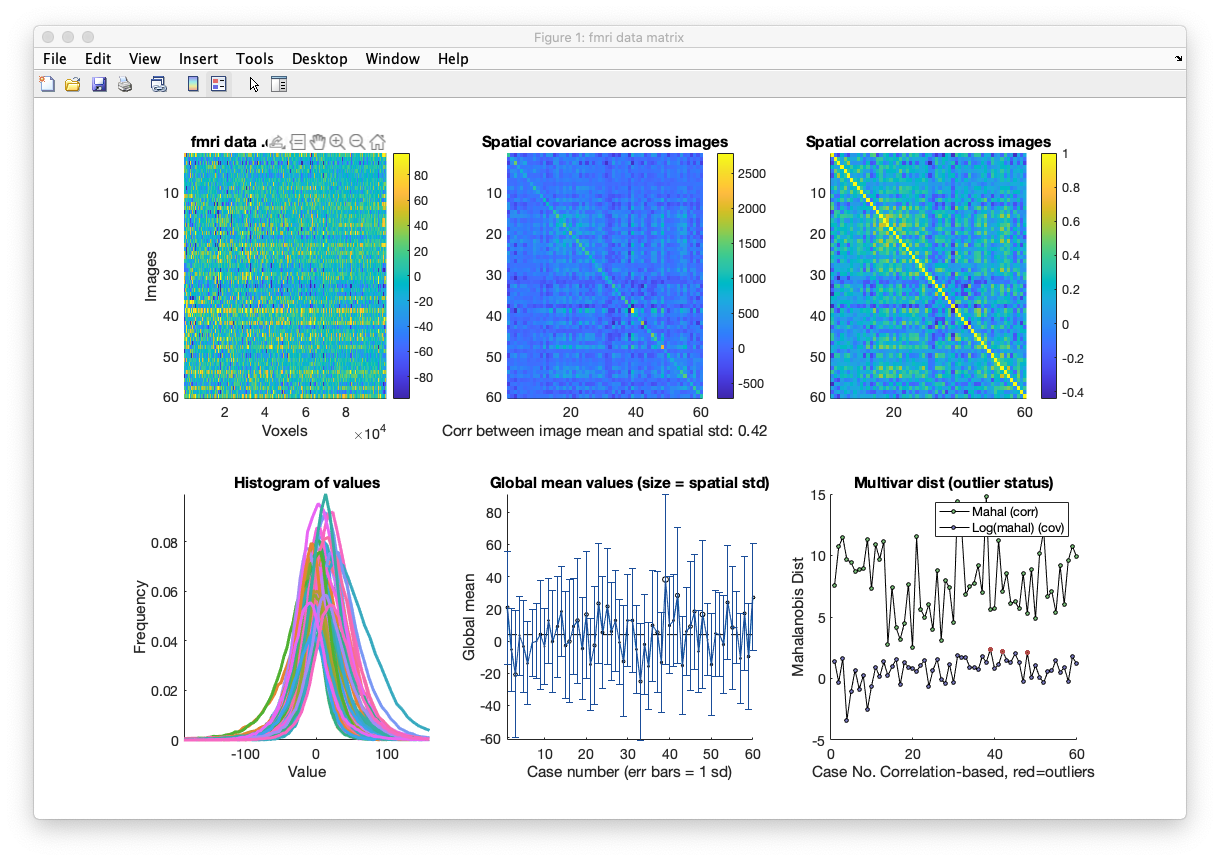 Figure 1: fmri data matrix
File Edit View Insert Tools Desktop Window Help
fmri data .
Spatial covariance across images
Spatial correlation across images
Images
10
20
30
40
50
60
2 4 6 8
Voxels
×10^4
80
60
40
20
0
-20
-40
-60
-80
20 40 60
Corr between image mean and spatial std: 0.42
10
20
30
40
50
60
2500
2000
1500
1000
500
0
-500
10
20
30
40
50
60
20 40 60
1
0.8
0.6
0.4
0.2
0
-0.2
-0.4
Histogram of values
Frequency
0.08
0.06
0.04
0.02
0
-100 0 100
Value
Global mean values (size = spatial std)
Global mean
80
60
40
20
0
-20
-40
-60
10 20 30 40 50 60
Case number (err bars = 1 sd)
Multivar dist (outlier status)
Mahalanobis Dist
15
10
5
0
-5
Mahal (corr)
Log(mahal) (cov)
0 20 40 60
Case No. Correlation-based, red=outliers